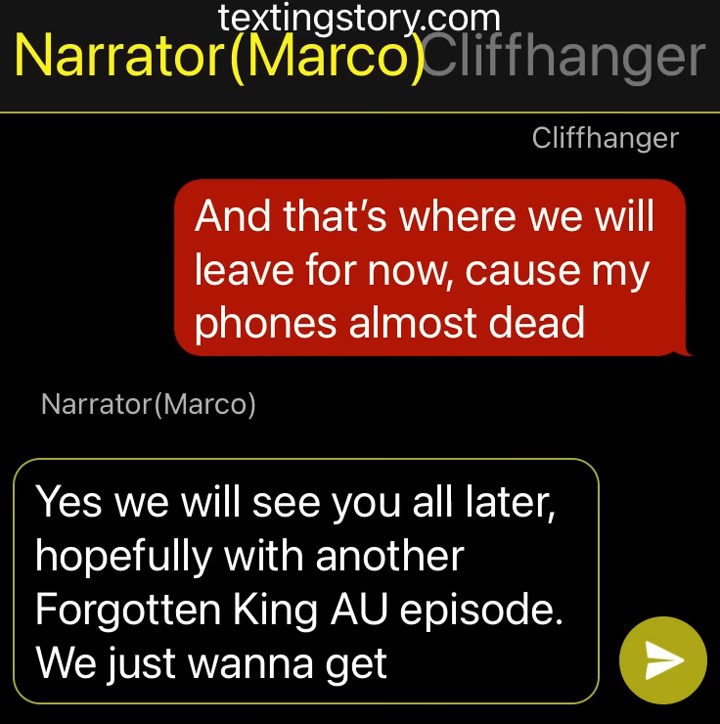 textingstory.com
Narrator(Marco)
Cliffhanger
Cliffhanger
And that’s where we will
leave for now, cause my
phones almost dead
Narrator(Marco)
Yes we will see you all later,
hopefully with another
Forgotten King AU episode.
We just wanna get